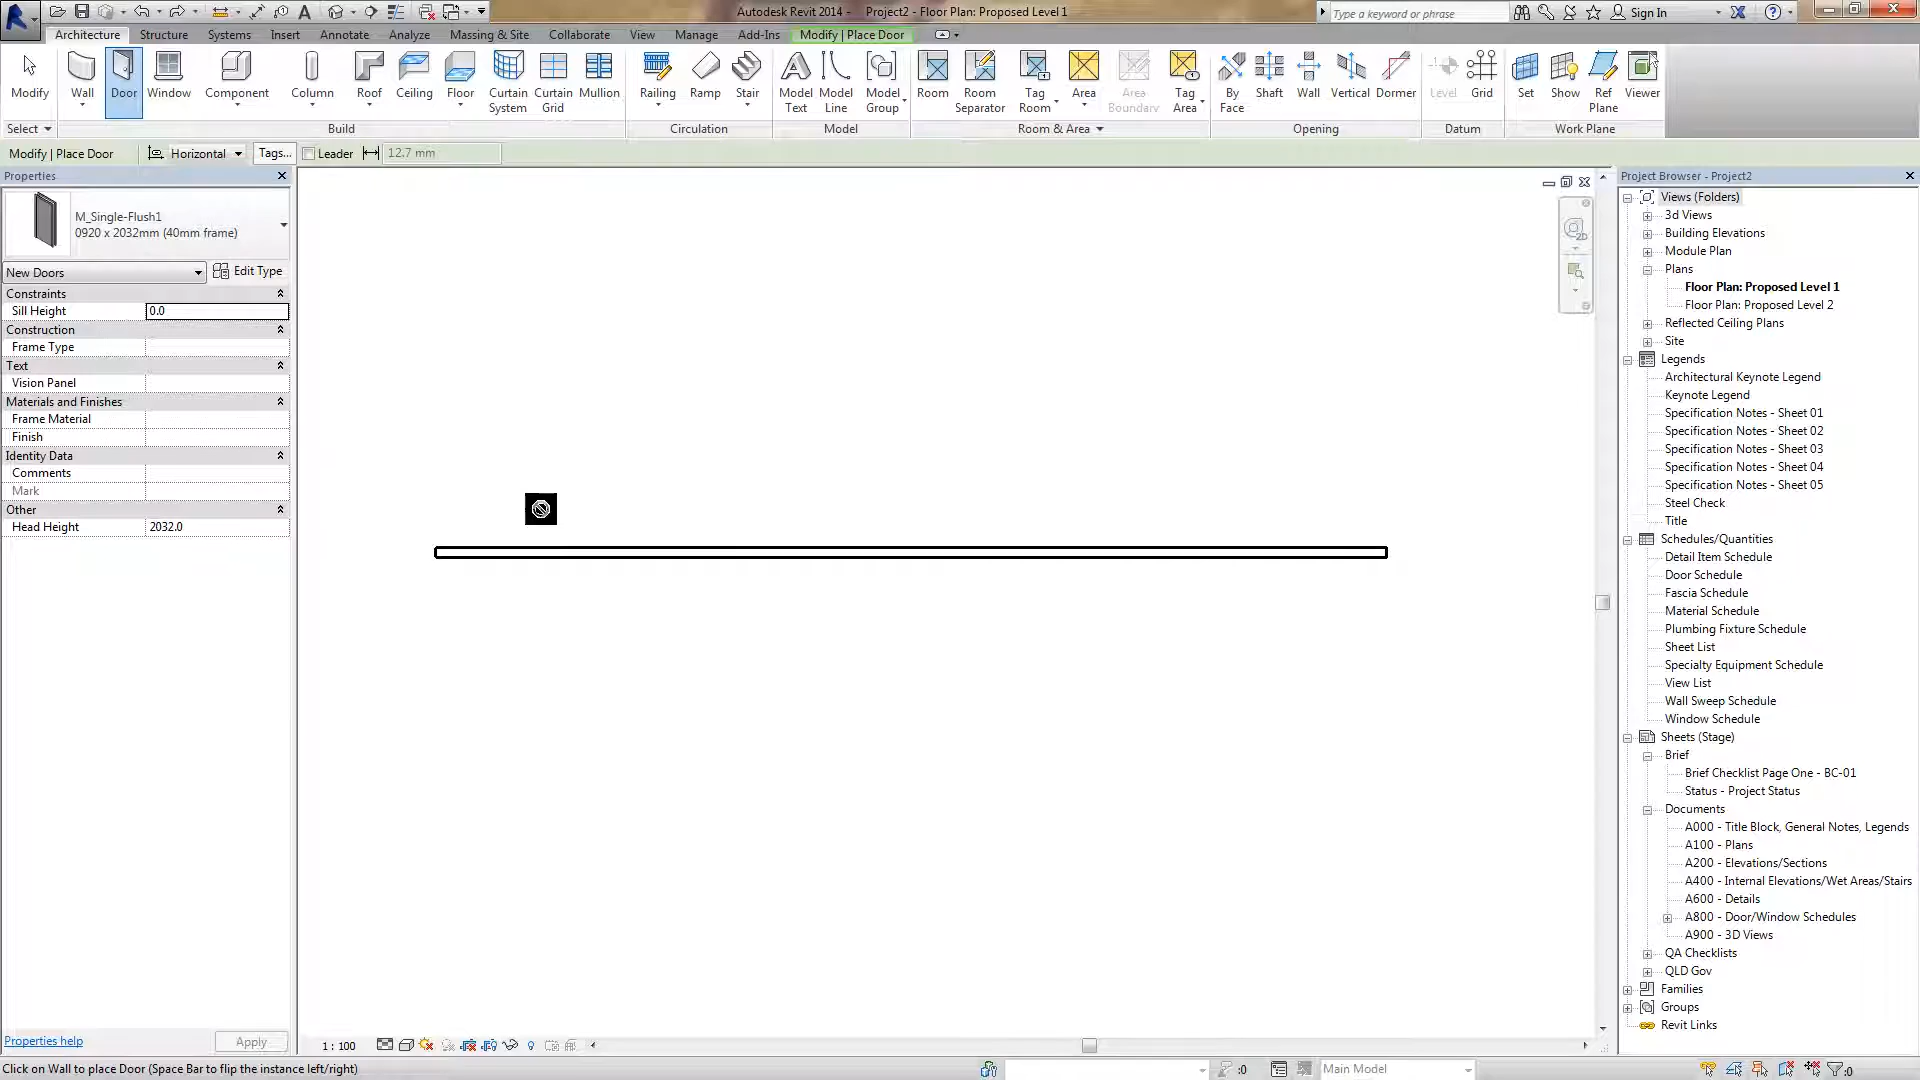 Autodesk Revit 2014 - Project2 - Floor Plan: Proposed Level 1
Type a keyword or phrase
Sign In
Architecture Structure Systems Insert Annotate Analyze Massing & Site Collaborate View Manage Add-Ins Modify | Place Door
Modify Wall Door Window Component Column Roof Ceiling Floor Curtain System Curtain Grid Mullion Railing Ramp Stair Model Text Model Line Model Group Room Room Separator Tag Room Area Area Boundary Tag Area By Face Shaft Wall Vertical Dormer Level Grid Set Show Ref Plane Viewer
Select Build Circulation Model Room & Area Opening Datum Work Plane
Modify | Place Door Horizontal Tags... Leader 12.7 mm
Properties
M_Single-Flush1
0920 x 2032mm (40mm frame)
New Doors Edit Type
Constraints
Sill Height 0.0
Construction
Frame Type
Text
Vision Panel
Materials and Finishes
Frame Material
Finish
Identity Data
Comments
Mark
Other
Head Height 2032.0
Properties help Apply
2D
1 : 100
Project Browser - Project2
Views (Folders)
3d Views
Building Elevations
Module Plan
Plans
Floor Plan: Proposed Level 1
Floor Plan: Proposed Level 2
Reflected Ceiling Plans
Site
Legends
Architectural Keynote Legend
Keynote Legend
Specification Notes - Sheet 01
Specification Notes - Sheet 02
Specification Notes - Sheet 03
Specification Notes - Sheet 04
Specification Notes - Sheet 05
Steel Check
Title
Schedules/Quantities
Detail Item Schedule
Door Schedule
Fascia Schedule
Material Schedule
Plumbing Fixture Schedule
Sheet List
Specialty Equipment Schedule
View List
Wall Sweep Schedule
Window Schedule
Sheets (Stage)
Brief
Brief Checklist Page One - BC-01
Status - Project Status
Documents
A000 - Title Block, General Notes, Legends
A100 - Plans
A200 - Elevations/Sections
A400 - Internal Elevations/Wet Areas/Stairs
A600 - Details
A800 - Door/Window Schedules
A900 - 3D Views
QA Checklists
QLD Gov
Families
Groups
Revit Links
Click on Wall to place Door (Space Bar to flip the instance left/right) :0 Main Model :0